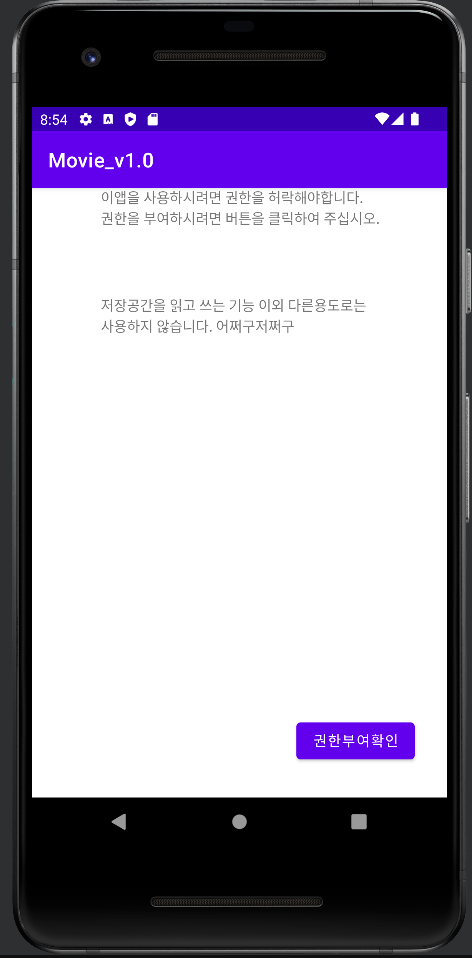 8:54
Movie_v1.0
이앱을 사용하시려면 권한을 허락해야합니다.
권한을 부여하시려면 버튼을 클릭하여 주십시오.
저장공간을 읽고 쓰는 기능 이외 다른용도로는
사용하지 않습니다. 어쩌구저쩌구
권한부여확인